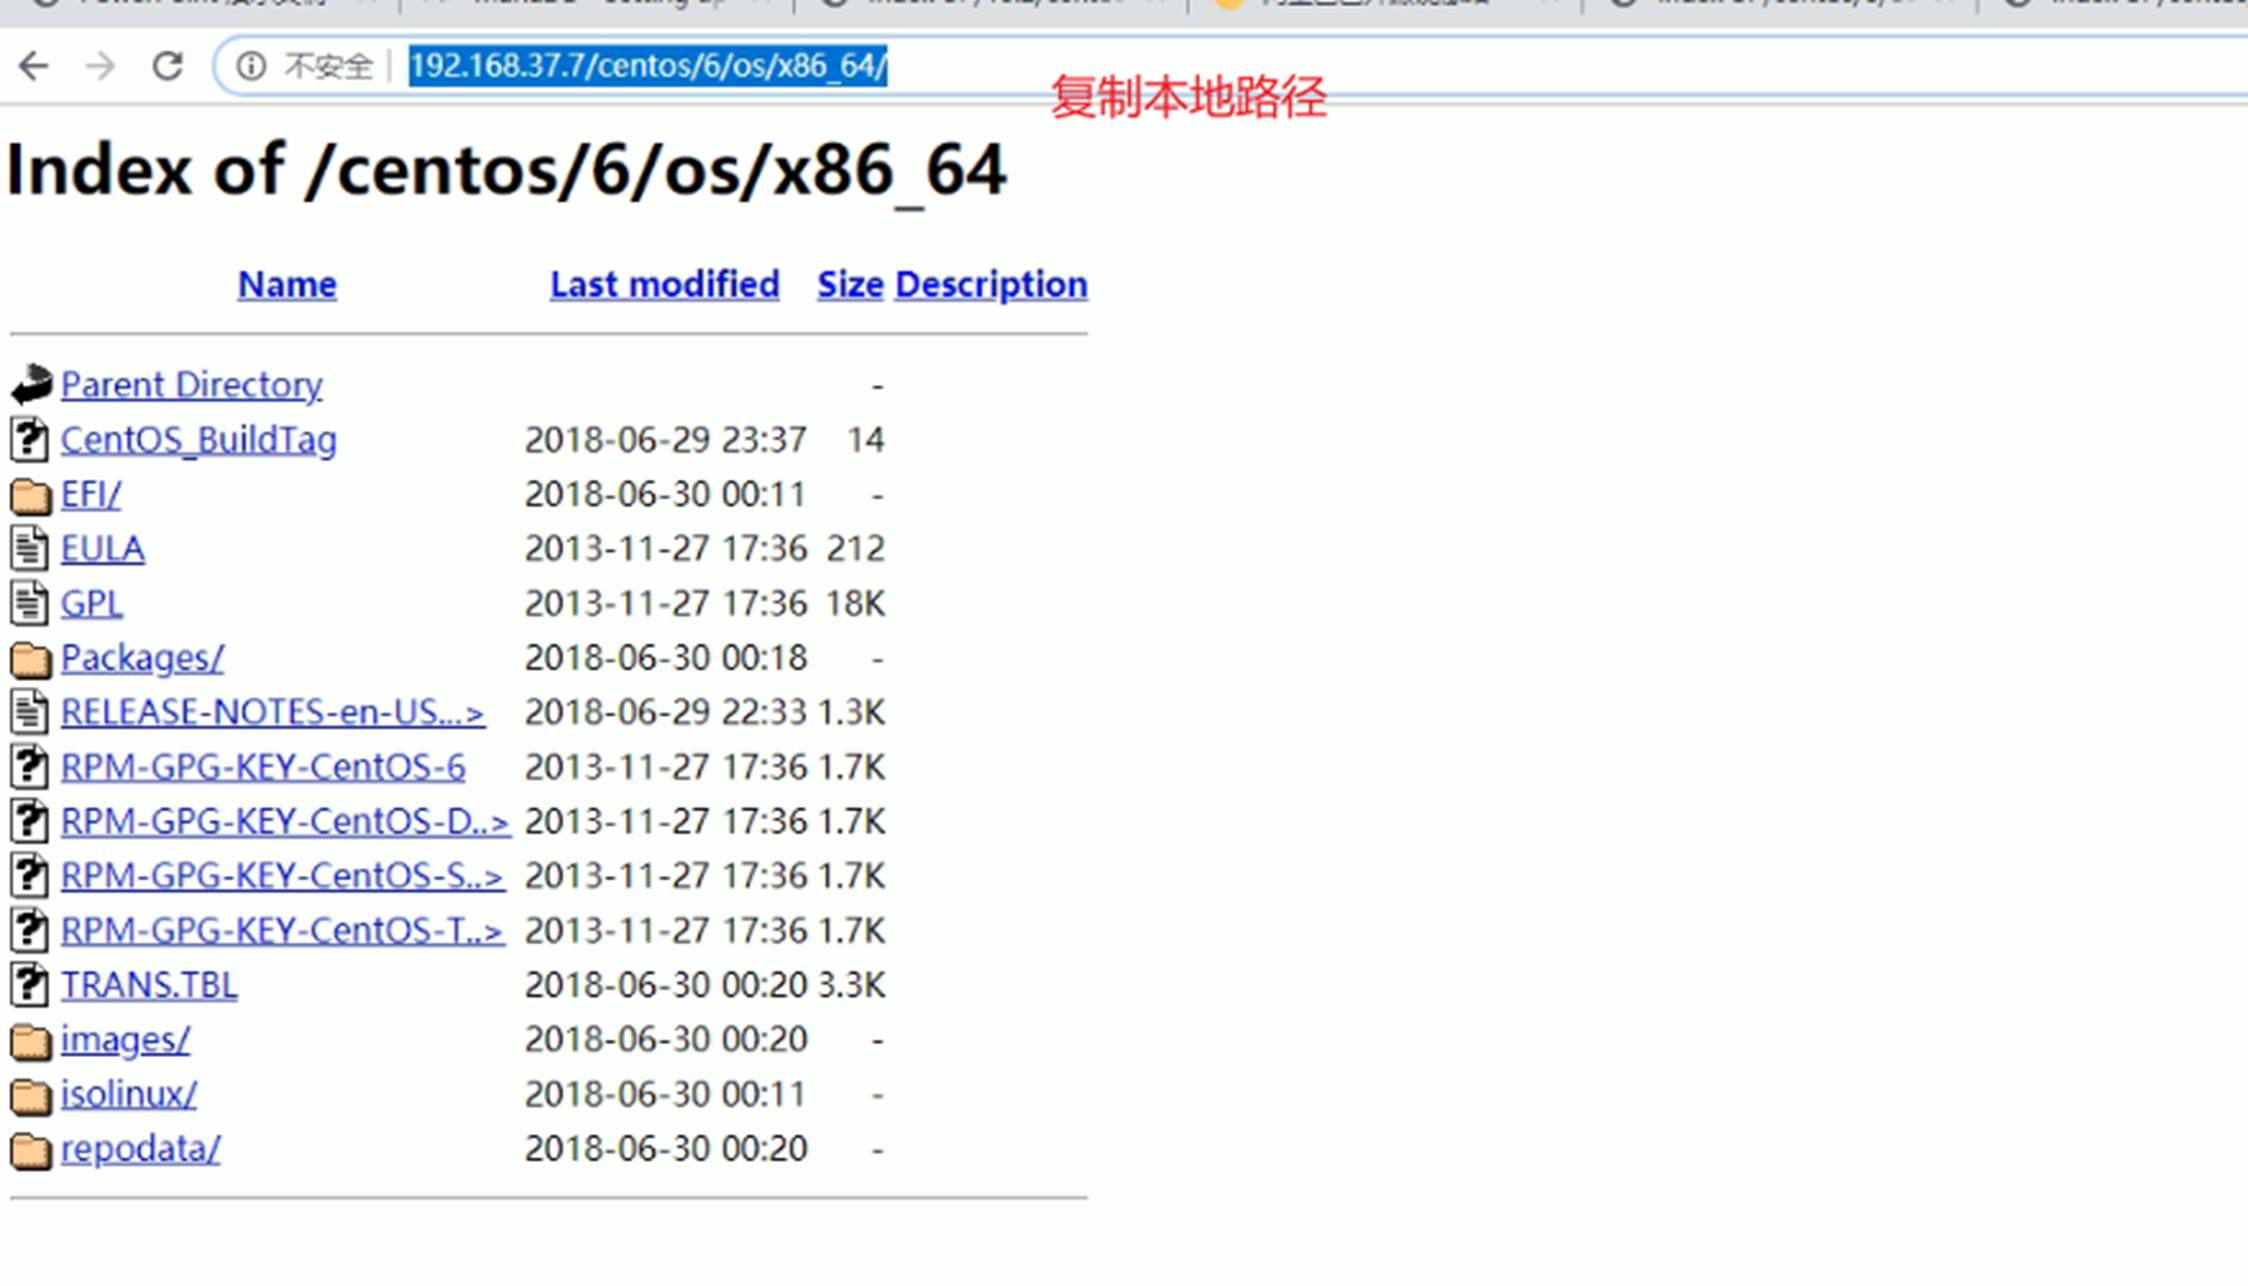 不安全 192.168.37.7/centos/6/os/x86_64/
复制本地路径
Index of /centos/6/os/x86_64
Name Last modified Size Description
Parent Directory -
CentOS_BuildTag 2018-06-29 23:37 14
EFI/ 2018-06-30 00:11 -
EULA 2013-11-27 17:36 212
GPL 2013-11-27 17:36 18K
Packages/ 2018-06-30 00:18 -
RELEASE-NOTES-en-US...> 2018-06-29 22:33 1.3K
RPM-GPG-KEY-CentOS-6 2013-11-27 17:36 1.7K
RPM-GPG-KEY-CentOS-D..> 2013-11-27 17:36 1.7K
RPM-GPG-KEY-CentOS-S..> 2013-11-27 17:36 1.7K
RPM-GPG-KEY-CentOS-T..> 2013-11-27 17:36 1.7K
TRANS.TBL 2018-06-30 00:20 3.3K
images/ 2018-06-30 00:20 -
isolinux/ 2018-06-30 00:11 -
repodata/ 2018-06-30 00:20 -